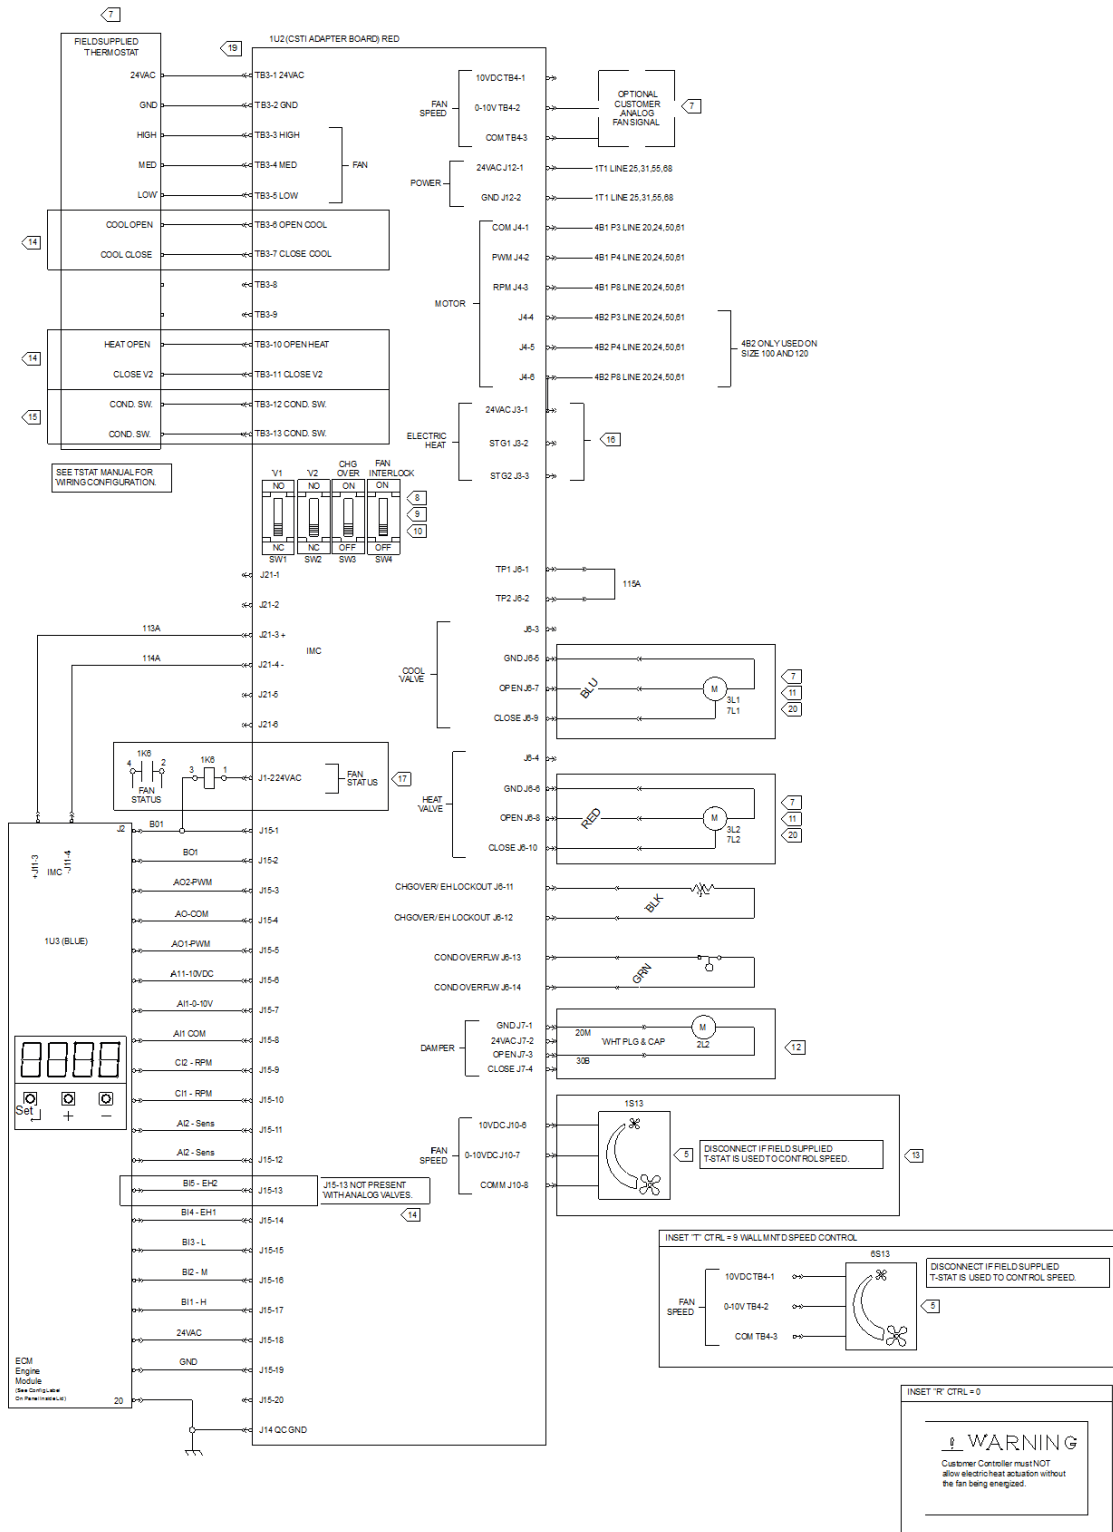 7
FIELD SUPPLIED
THERMOSTAT
19
1U2 (CSTI ADAPTER BOARD) RED
24VAC
TB3-1 24VAC
GND
TB3-2 GND
HIGH
TB3-3 HIGH
MED
TB3-4 MED
FAN
LOW
TB3-5 LOW
COOL OPEN
TB3-6 OPEN COOL
14
COOL CLOSE
TB3-7 CLOSE COOL
TB3-8
TB3-9
HEAT OPEN
TB3-10 OPEN HEAT
14
CLOSE V2
TB3-11 CLOSE V2
COND. SW.
TB3-12 COND. SW.
15
COND. SW.
TB3-13 COND. SW.
SEE TSTAT MANUAL FOR
WIRING CONFIGURATION.
FAN
SPEED
10VDC TB4-1
0-10V TB4-2
COM TB4-3
OPTIONAL
CUSTOMER
ANALOG
FAN SIGNAL
7
POWER
24VAC J12-1
1T1 LINE 25,31,55,68
GND J12-2
1T1 LINE 25,31,55,68
MOTOR
COM J4-1
4B1 P3 LINE 20,24,50,61
PWM J4-2
4B1 P4 LINE 20,24,50,61
RPM J4-3
4B1 P8 LINE 20,24,50,61
J4-4
4B2 P3 LINE 20,24,50,61
J4-5
4B2 P4 LINE 20,24,50,61
J4-6
4B2 P8 LINE 20,24,50,61
4B2 ONLY USED ON
SIZE 100 AND 120
ELECTRIC
HEAT
24VAC J3-1
STG1 J3-2
STG2 J3-3
16
V1
V2
CHG
OVER
FAN
INTERLOCK
NO
NO
ON
ON
NC
NC
OFF
OFF
SW1
SW2
SW3
SW4
8
9
10
J21-1
J21-2
113A
J21-3 +
IMC
114A
J21-4 -
J21-5
J21-6
TP1 J6-1
TP2 J6-2
115A
J6-3
COOL
VALVE
GND J6-5
OPEN J6-7
CLOSE J6-9
BLU
M
3L1
7L1
7
11
20
1K6
4
2
FAN
STATUS
1K6
3
1
J1-2 24VAC
FAN
STATUS
17
J6-4
HEAT
VALVE
GND J6-6
OPEN J6-8
CLOSE J6-10
RED
M
3L2
7L2
7
11
20
CHGOVER/ EH LOCKOUT J6-11
CHGOVER/ EH LOCKOUT J6-12
BLK
COND OVERFLW J6-13
COND OVERFLW J6-14
GRN
DAMPER
GND J7-1
24VAC J7-2
OPEN J7-3
CLOSE J7-4
20M
WHT PLG & CAP
30B
M
2L2
12
J2
+J11-3
IMC
-J11-4
1U3 (BLUE)
B01
J15-1
BO1
J15-2
AO2-PWM
J15-3
AO-COM
J15-4
AO1-PWM
J15-5
A11-10VDC
J15-6
AI1-0-10V
J15-7
AI1 COM
J15-8
CI2 - RPM
J15-9
CI1 - RPM
J15-10
AI2 - Sens
J15-11
AI2 - Sens
J15-12
BI5 - EH2
J15-13
J15-13 NOT PRESENT
WITH ANALOG VALVES.
14
BI4 - EH1
J15-14
BI3 - L
J15-15
BI2 - M
J15-16
BI1 - H
J15-17
24VAC
J15-18
GND
J15-19
20
J15-20
J14 QC GND
Set
+
−
ECM
Engine
Module
(See Config Label
On Panel Inside Lid)
FAN
SPEED
10VDC J10-6
0-10VDC J10-7
COMM J10-8
1S13
5
DISCONNECT IF FIELD SUPPLIED
T-STAT IS USED TO CONTROL SPEED.
13
INSET "T" CTRL = 9 WALL MNTD SPEED CONTROL
FAN
SPEED
10VDC TB4-1
0-10V TB4-2
COM TB4-3
6S13
DISCONNECT IF FIELD SUPPLIED
T-STAT IS USED TO CONTROL SPEED.
5
INSET "R" CTRL = 0
! WARNING
Customer Controller must NOT
allow electric heat actuation without
the fan being energized.